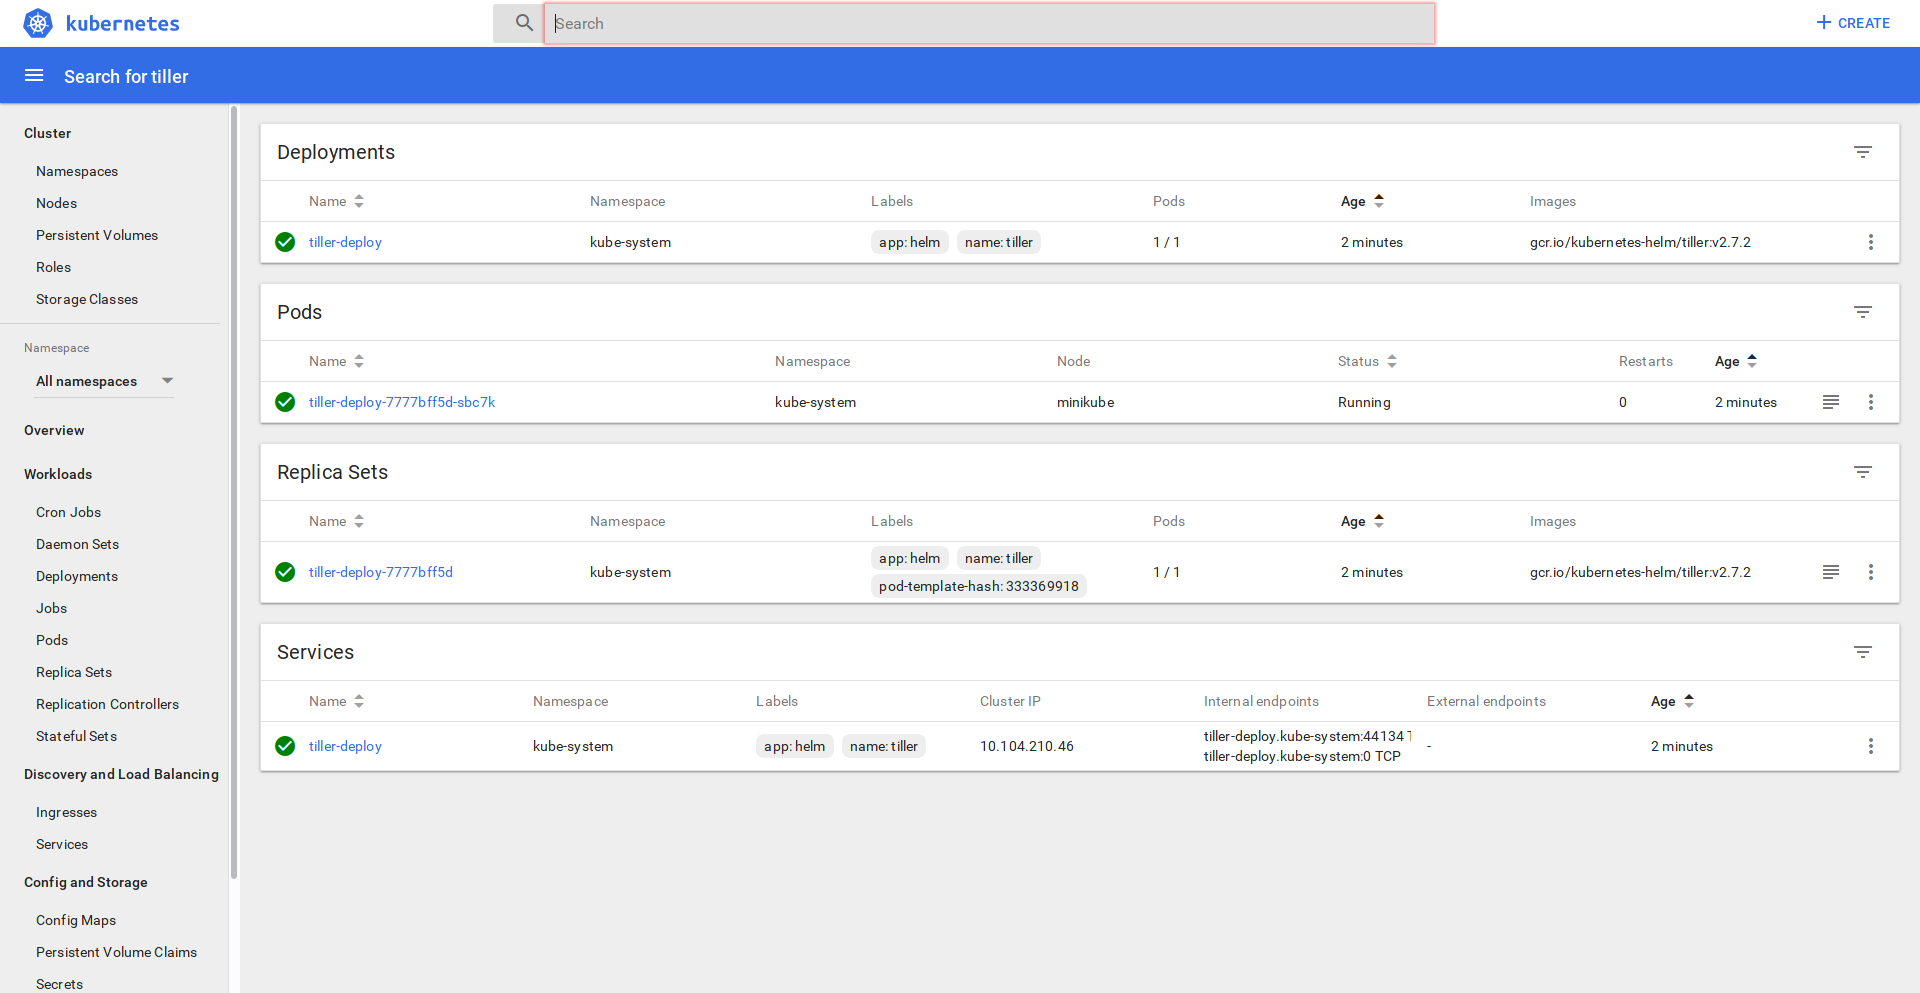 kubernetes
Search
CREATE
Search for tiller
Cluster
Namespaces
Nodes
Persistent Volumes
Roles
Storage Classes
Namespace
All namespaces
Overview
Workloads
Cron Jobs
Daemon Sets
Deployments
Jobs
Pods
Replica Sets
Replication Controllers
Stateful Sets
Discovery and Load Balancing
Ingresses
Services
Config and Storage
Config Maps
Persistent Volume Claims
Secrets
Deployments
Name Namespace Labels Pods Age Images
tiller-deploy kube-system app: helm name: tiller 1 / 1 2 minutes gcr.io/kubernetes-helm/tiller:v2.7.2
Pods
Name Namespace Node Status Restarts Age
tiller-deploy-7777bff5d-sbc7k kube-system minikube Running 0 2 minutes
Replica Sets
Name Namespace Labels Pods Age Images
tiller-deploy-7777bff5d kube-system app: helm name: tiller 1 / 1 2 minutes gcr.io/kubernetes-helm/tiller:v2.7.2
pod-template-hash: 333369918
Services
Name Namespace Labels Cluster IP Internal endpoints External endpoints Age
tiller-deploy kube-system app: helm name: tiller 10.104.210.46 tiller-deploy.kube-system:44134 - 2 minutes
tiller-deploy.kube-system:0 TCP